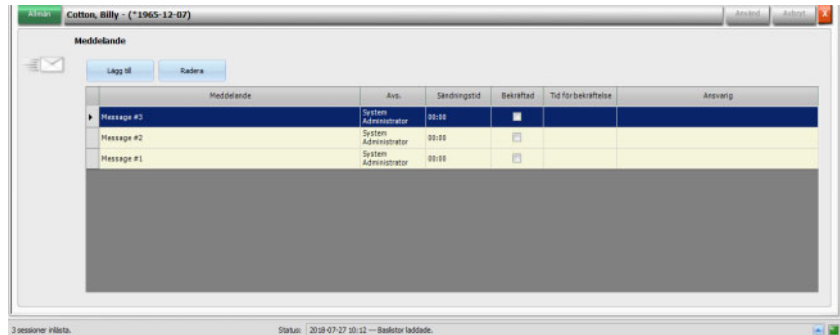 Allmän Cotton, Billy - (*1965-12-07) Använd Avbryt X
Meddelande
Lägg till Radera
Meddelande Avs. Sändningstid Bekräftad Tid för bekräftelse Ansvarig
Message #3 System Administrator 00:00
Message #2 System Administrator 00:00
Message #1 System Administrator 00:00
3 sessioner inlästa. Status: 2018-07-27 10:12 --- Baslistor laddade.